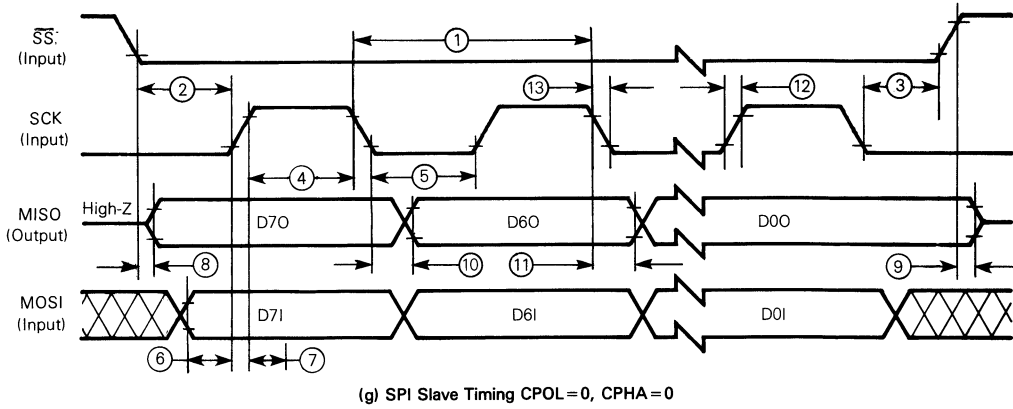 S̅S̅:
(Input)
①
②
③
⑬
⑫
SCK
(Input)
④
⑤
High-Z
MISO
(Output)
D7O
D6O
D0O
⑧
⑩
⑪
⑨
MOSI
(Input)
D7I
D6I
D0I
⑥
⑦
(g) SPI Slave Timing CPOL=0, CPHA=0